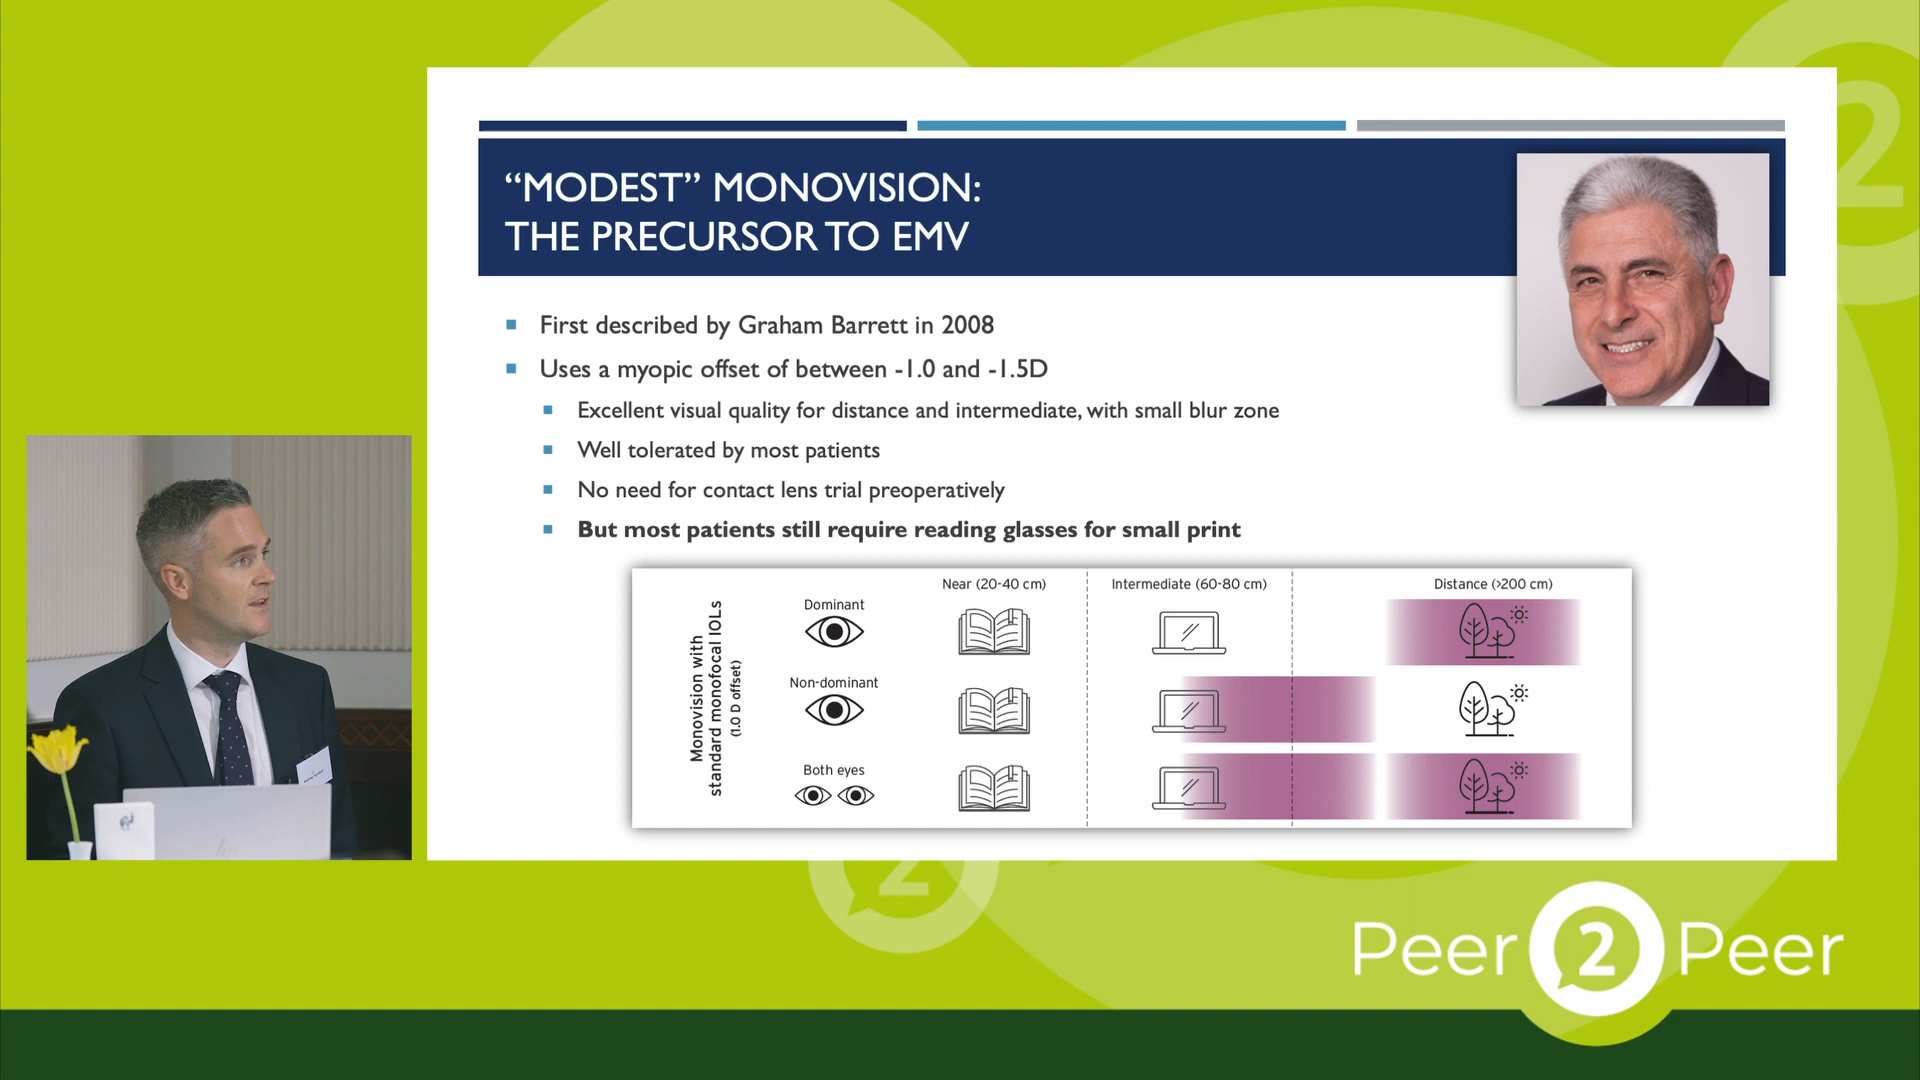 “MODEST” MONOVISION:
THE PRECURSOR TO EMV
First described by Graham Barrett in 2008
Uses a myopic offset of between -1.0 and -1.5D
Excellent visual quality for distance and intermediate, with small blur zone
Well tolerated by most patients
No need for contact lens trial preoperatively
But most patients still require reading glasses for small print
Near (20-40 cm)
Intermediate (60-80 cm)
Distance (>200 cm)
Monovision with
standard monofocal IOLs
(1.0 D offset)
Dominant
Non-dominant
Both eyes
2
2
Peer 2 Peer